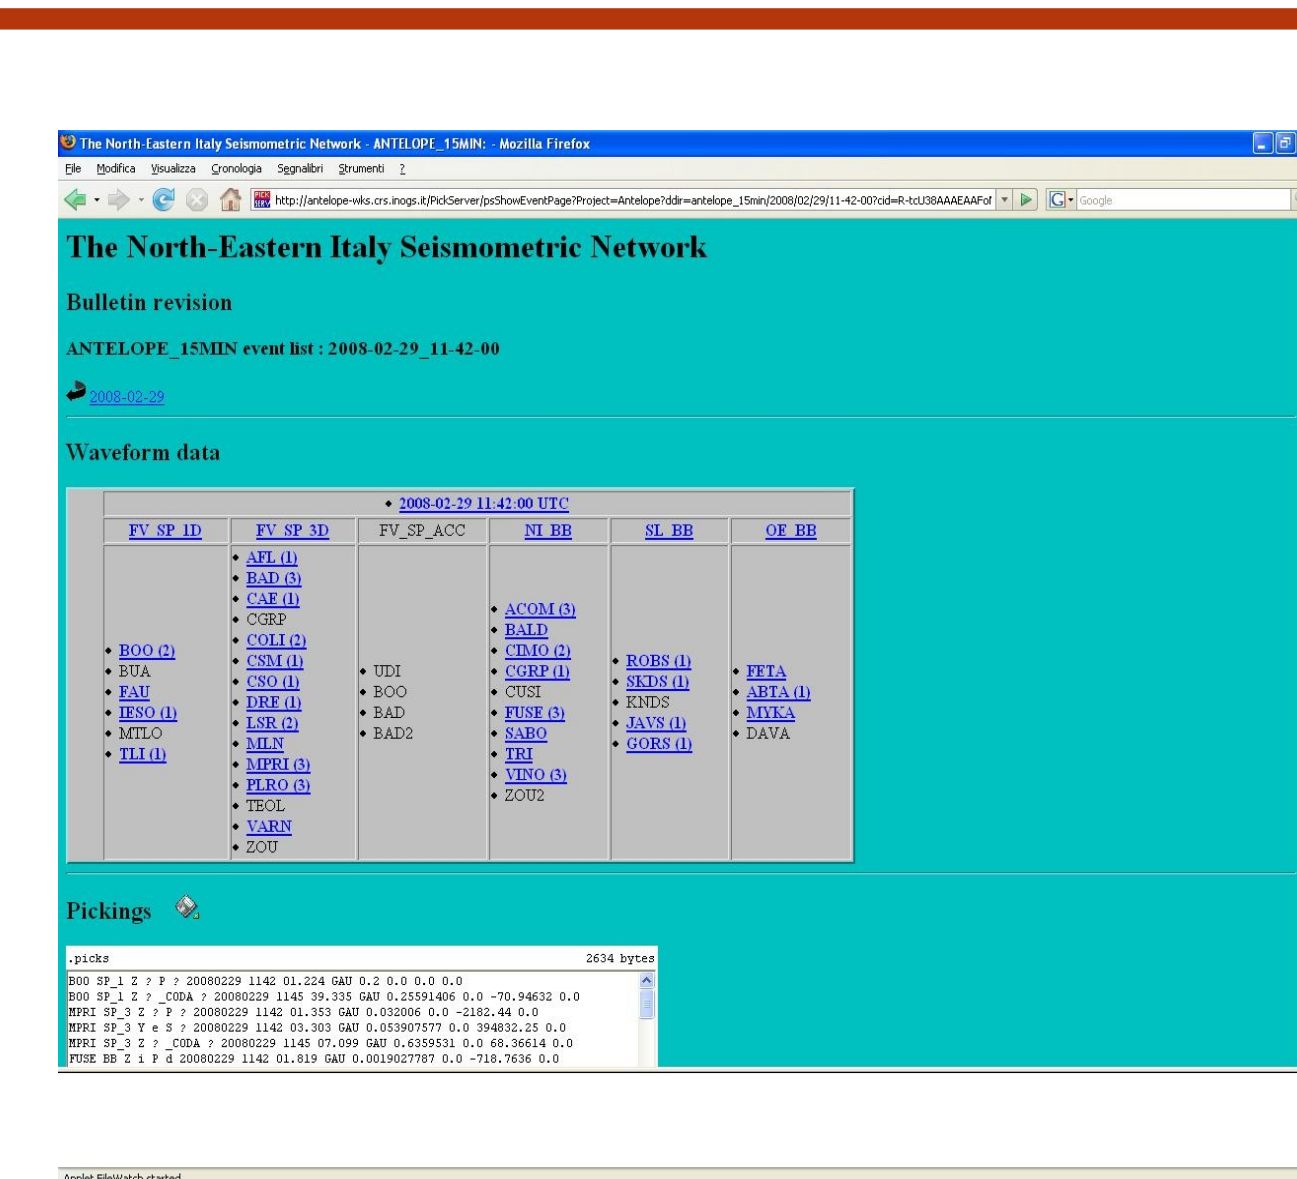 The North-Eastern Italy Seismometric Network - ANTELOPE_15MIN: - Mozilla Firefox
File Modifica Visualizza Cronologia Segnalibri Strumenti ?
PICK SERV http://antelope-wks.crs.inogs.it/PickServer/psShowEventPage?Project=Antelope?ddir=antelope_15min/2008/02/29/11-42-00?cid=R-tcU38AAAEAAFof G Google
The North-Eastern Italy Seismometric Network
Bulletin revision
ANTELOPE_15MIN event list : 2008-02-29_11-42-00
2008-02-29
Waveform data
2008-02-29 11:42:00 UTC
FV_SP_1D FV_SP_3D FV_SP_ACC NI_BB SL_BB OE_BB
BOO (2)
BUA
FAU
IESO (1)
MTLO
TLI (1)
AFL (1)
BAD (3)
CAE (1)
CGRP
COLI (2)
CSM (1)
CSO (1)
DRE (1)
LSR (2)
MLN
MPRI (3)
PLRO (3)
TEOL
VARN
ZOU
UDI
BOO
BAD
BAD2
ACOM (3)
BALD
CIMO (2)
CGRP (1)
CUSI
FUSE (3)
SABO
TRI
VINO (3)
ZOU2
ROBS (1)
SKDS (1)
KNDS
JAVS (1)
GORS (1)
FETA
ABTA (1)
MYKA
DAVA
Pickings
.picks 2634 bytes
BOO SP_1 Z ? P ? 20080229 1142 01.224 GAU 0.2 0.0 0.0 0.0
BOO SP_1 Z ? _CODA ? 20080229 1145 39.335 GAU 0.25591406 0.0 -70.94632 0.0
MPRI SP_3 Z ? P ? 20080229 1142 01.353 GAU 0.032006 0.0 -2182.44 0.0
MPRI SP_3 Y e S ? 20080229 1142 03.303 GAU 0.053907577 0.0 394832.25 0.0
MPRI SP_3 Z ? _CODA ? 20080229 1145 07.099 GAU 0.6359531 0.0 68.36614 0.0
FUSE BB Z i P d 20080229 1142 01.819 GAU 0.0019027787 0.0 -718.7636 0.0
Applet FileWatch started